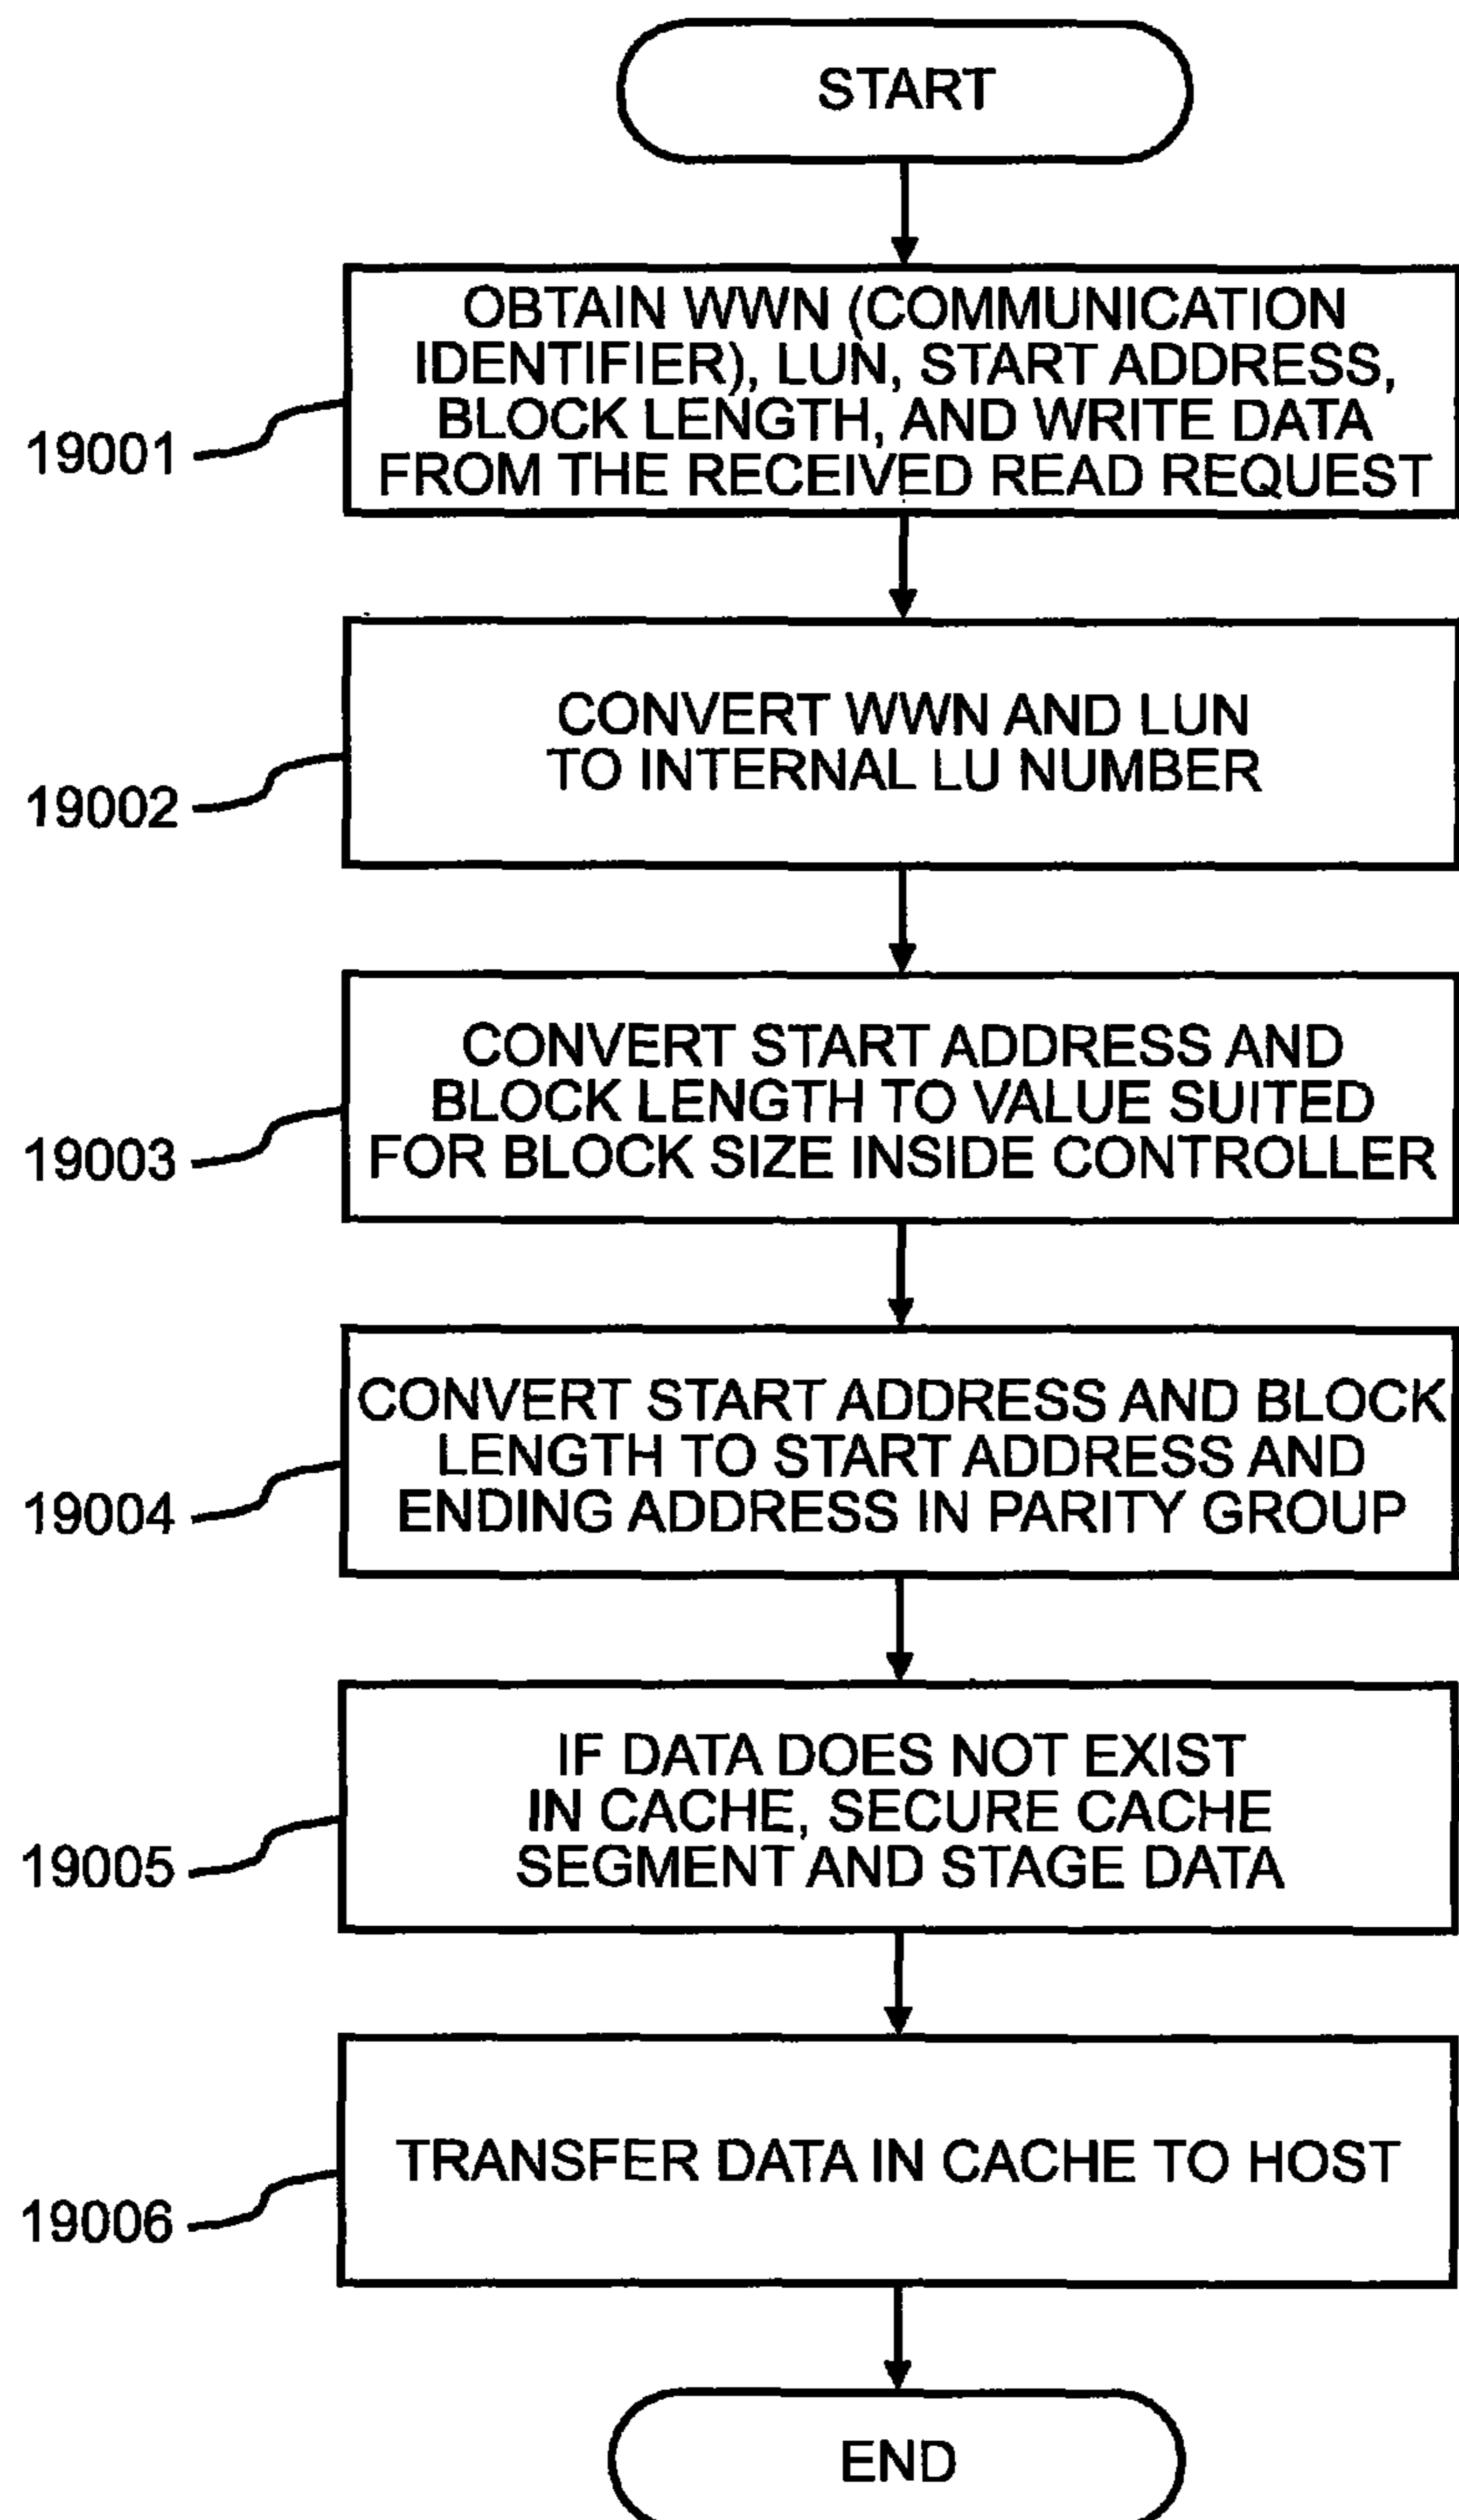 START
OBTAIN WWN (COMMUNICATION
IDENTIFIER), LUN, START ADDRESS,
BLOCK LENGTH, AND WRITE DATA
FROM THE RECEIVED READ REQUEST
19001
CONVERT WWN AND LUN
TO INTERNAL LU NUMBER
19002
CONVERT START ADDRESS AND
BLOCK LENGTH TO VALUE SUITED
FOR BLOCK SIZE INSIDE CONTROLLER
19003
CONVERT START ADDRESS AND BLOCK
LENGTH TO START ADDRESS AND
ENDING ADDRESS IN PARITY GROUP
19004
IF DATA DOES NOT EXIST
IN CACHE, SECURE CACHE
SEGMENT AND STAGE DATA
19005
TRANSFER DATA IN CACHE TO HOST
19006
END